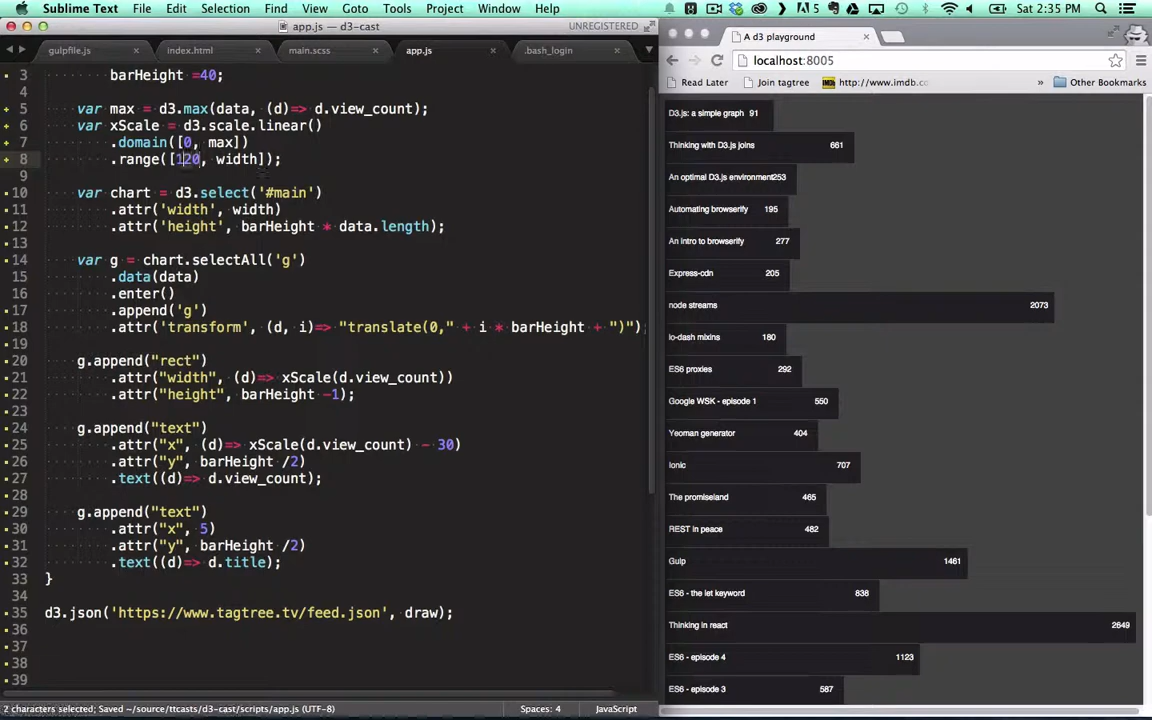 Sublime Text File Edit Selection Find View Goto Tools Project Window Help
5 Sat 2:35 PM
app.js — d3-cast UNREGISTERED
gulpfile.js × index.html × main.scss × app.js × .bash_login ×
3 barHeight =40;
4
5 var max = d3.max(data, (d)=> d.view_count);
6 var xScale = d3.scale.linear()
7 .domain([0, max])
8 .range([120, width]);
9
10 var chart = d3.select('#main')
11 .attr('width', width)
12 .attr('height', barHeight * data.length);
13
14 var g = chart.selectAll('g')
15 .data(data)
16 .enter()
17 .append('g')
18 .attr('transform', (d, i)=> "translate(0," + i * barHeight + ")");
19
20 g.append("rect")
21 .attr("width", (d)=> xScale(d.view_count))
22 .attr("height", barHeight -1);
23
24 g.append("text")
25 .attr("x", (d)=> xScale(d.view_count) - 30)
26 .attr("y", barHeight /2)
27 .text((d)=> d.view_count);
28
29 g.append("text")
30 .attr("x", 5)
31 .attr("y", barHeight /2)
32 .text((d)=> d.title);
33 }
34
35 d3.json('https://www.tagtree.tv/feed.json', draw);
36
37
38
39
2 characters selected; Saved ~/source/ttcasts/d3-cast/scripts/app.js (UTF-8) Spaces: 4 JavaScript
A d3 playground ×
localhost:8005
Read Later Join tagtree http://www.imdb.co » Other Bookmarks
D3.js: a simple graph 91
Thinking with D3 joins 661
An optimal D3.js environment253
Automating browserify 195
An intro to browserify 277
Express-cdn 205
node streams 2073
lo-dash mixins 180
ES6 proxies 292
Google WSK - episode 1 550
Yeoman generator 404
Ionic 707
The promiseland 465
REST in peace 482
Gulp 1461
ES6 - the let keyword 838
Thinking in react 2649
ES6 - episode 4 1123
ES6 - episode 3 587